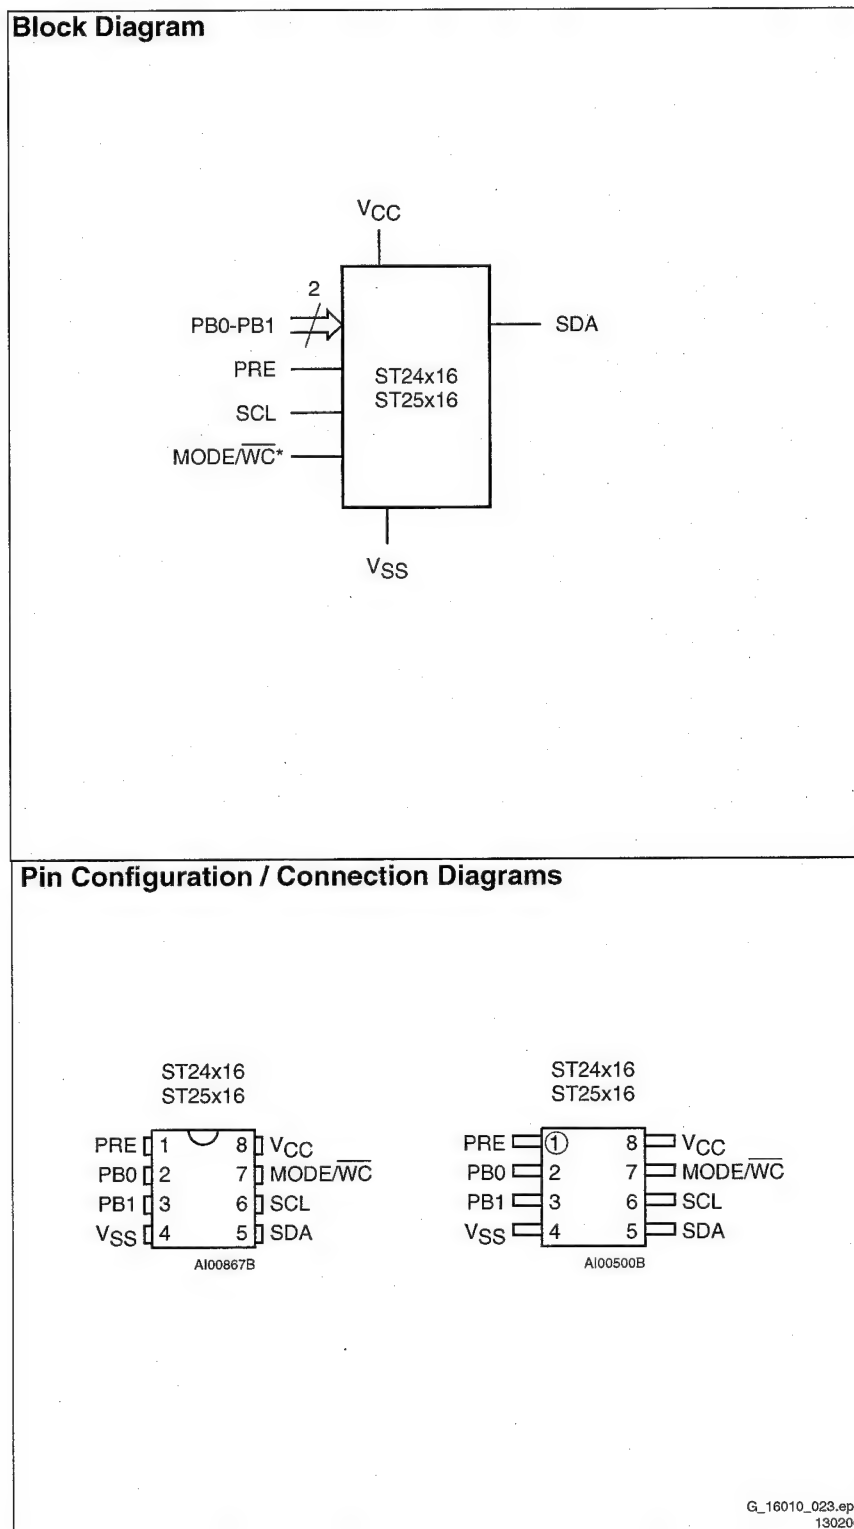 Block Diagram
VCC
2
PB0-PB1
SDA
PRE
ST24x16
SCL
ST25x16
MODE/WC*
VSS
Pin Configuration / Connection Diagrams
ST24x16
ST25x16
PRE 1 8 VCC
PB0 2 7 MODE/WC
PB1 3 6 SCL
VSS 4 5 SDA
AI00867B
ST24x16
ST25x16
PRE 1 8 VCC
PB0 2 7 MODE/WC
PB1 3 6 SCL
VSS 4 5 SDA
AI00500B
G_16010_023.ep
13020